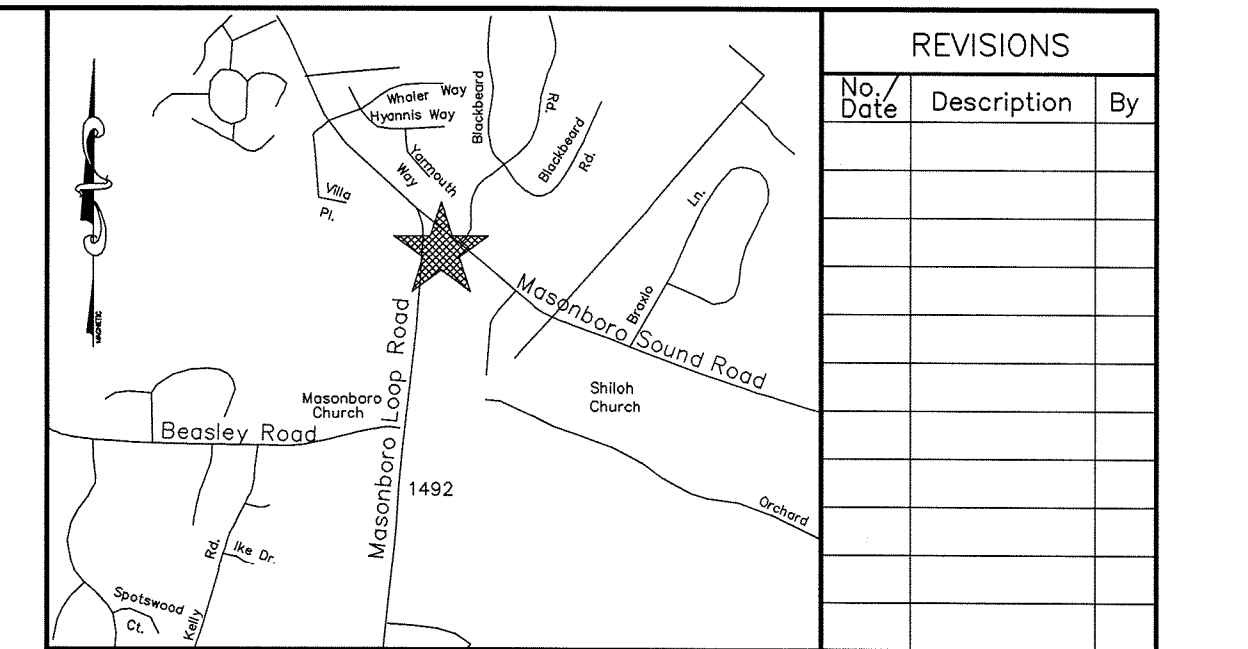 REVISIONS
No./
Date
Description
By
Whaler Way
Hyannis Way
Yarmouth
Way
Villa
Pl.
Blackbeard
Rd.
Blackbeard
Rd.
MAGNETIC
Ln.
Braxlo
Masonboro Sound Road
Masonboro Loop Road
Masonboro
Church
Shiloh
Church
Beasley Road
1492
Orchard
Rd.
Kelly
Ike Dr.
Spotswood
Ct.